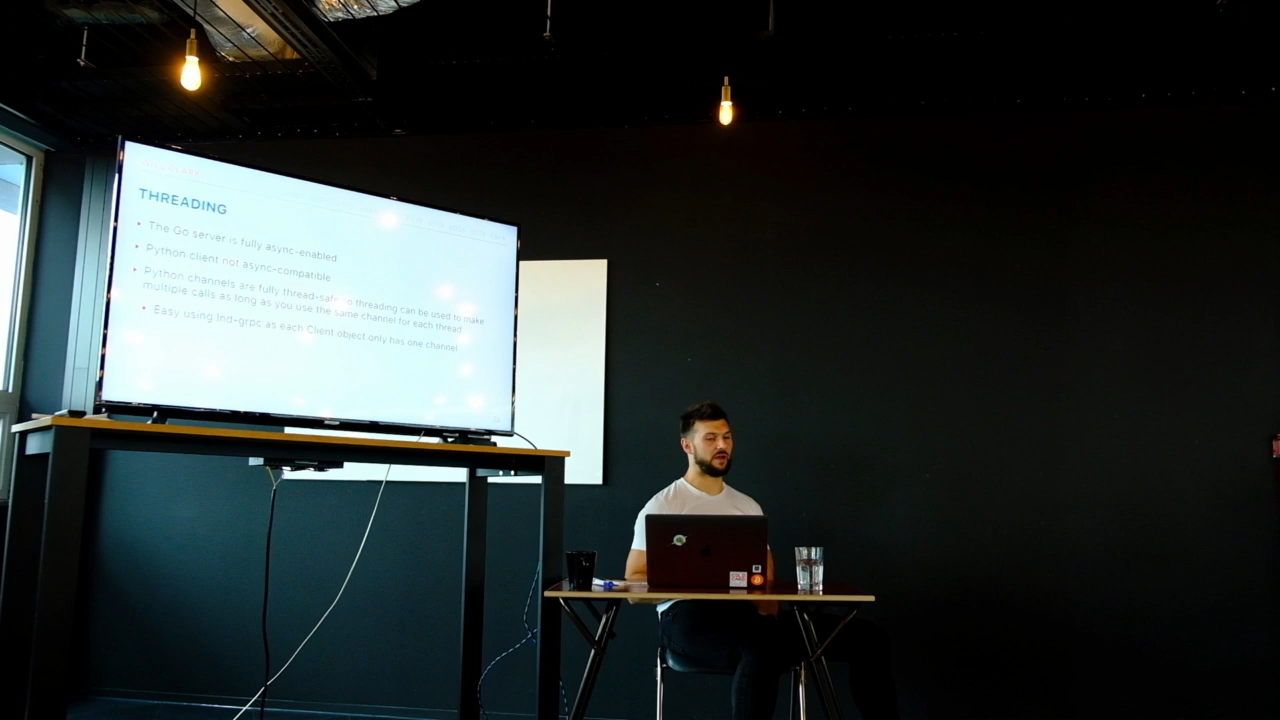 THREADING
The Go server is fully async-enabled
Python client not async-compatible
Python channels are fully thread-safe so threading can be used to make
multiple calls as long as you use the same channel for each thread
Easy using lnd-grpc as each Client object only has one channel